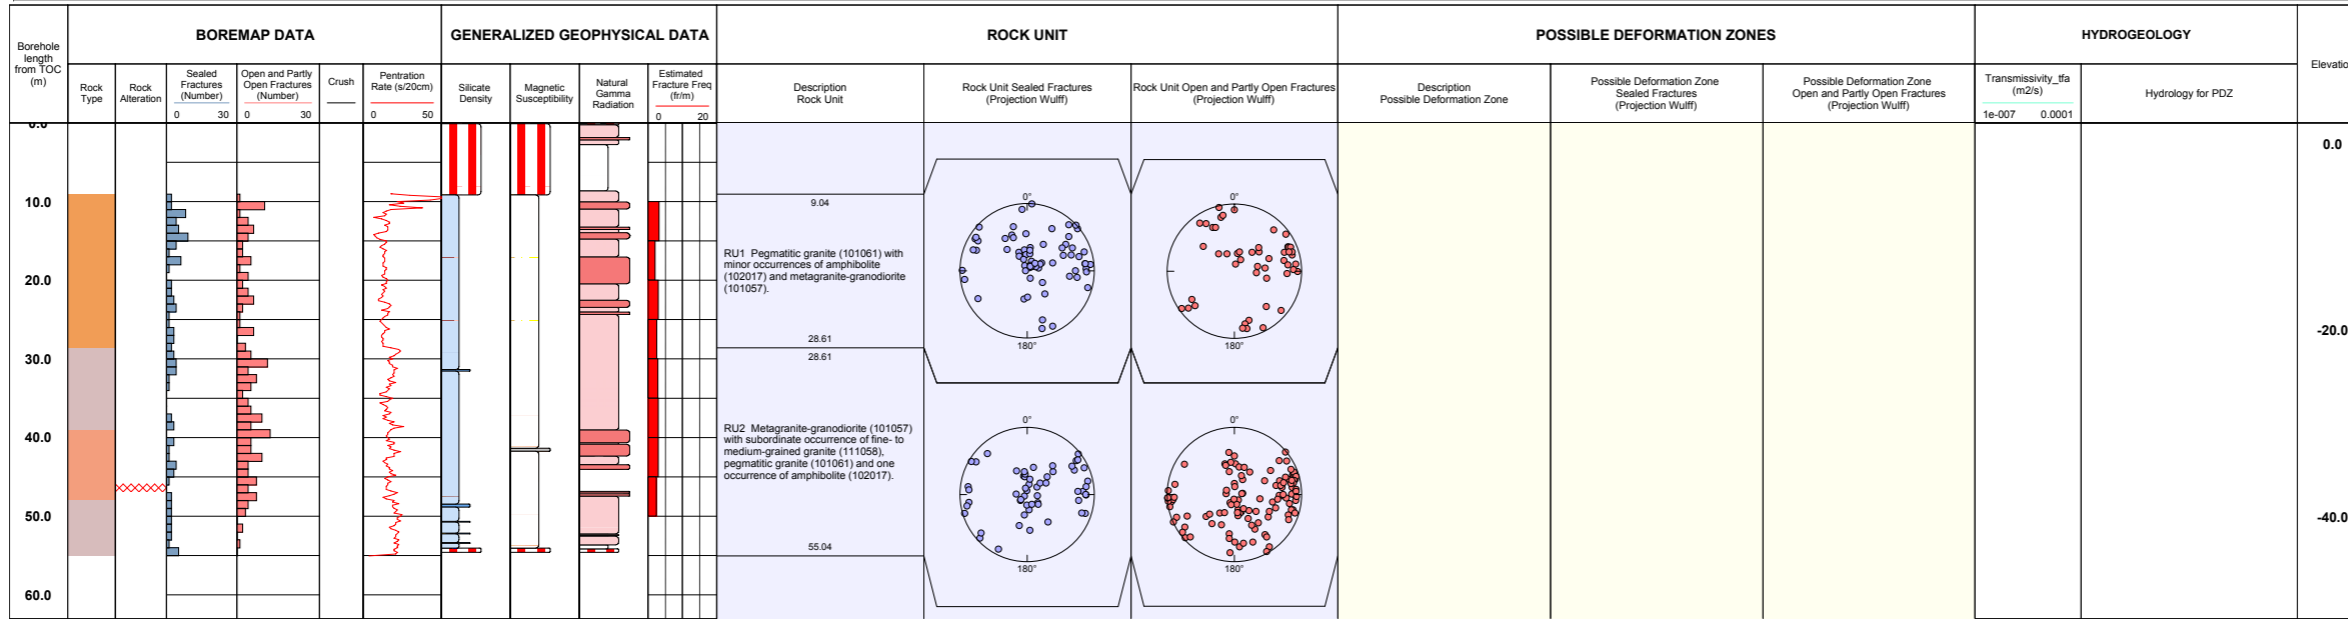 BOREMAP DATA
GENERALIZED GEOPHYSICAL DATA
ROCK UNIT
POSSIBLE DEFORMATION ZONES
HYDROGEOLOGY
Borehole
length
from TOC
(m)
Rock
Type
Rock
Alteration
Sealed
Fractures
(Number)
0 30
Open and Partly
Open Fractures
(Number)
0 30
Crush
Pentration
Rate (s/20cm)
0 50
Silicate
Density
Magnetic
Susceptibility
Natural
Gamma
Radiation
Estimated
Fracture Freq
(fr/m)
0 20
Description
Rock Unit
Rock Unit Sealed Fractures
(Projection Wulff)
Rock Unit Open and Partly Open Fractures
(Projection Wulff)
Description
Possible Deformation Zone
Possible Deformation Zone
Sealed Fractures
(Projection Wulff)
Possible Deformation Zone
Open and Partly Open Fractures
(Projection Wulff)
Transmissivity_tfa
(m2/s)
1e-007 0.0001
Hydrology for PDZ
Elevatio
0.0
10.0
20.0
30.0
40.0
50.0
60.0
9.04
RU1 Pegmatitic granite (101061) with
minor occurrences of amphibolite
(102017) and metagranite-granodiorite
(101057).
28.61
28.61
RU2 Metagranite-granodiorite (101057)
with subordinate occurrence of fine- to
medium-grained granite (111058),
pegmatitic granite (101061) and one
occurrence of amphibolite (102017).
55.04
0°
180°
0°
180°
0°
180°
0°
180°
0.0
-20.0
-40.0